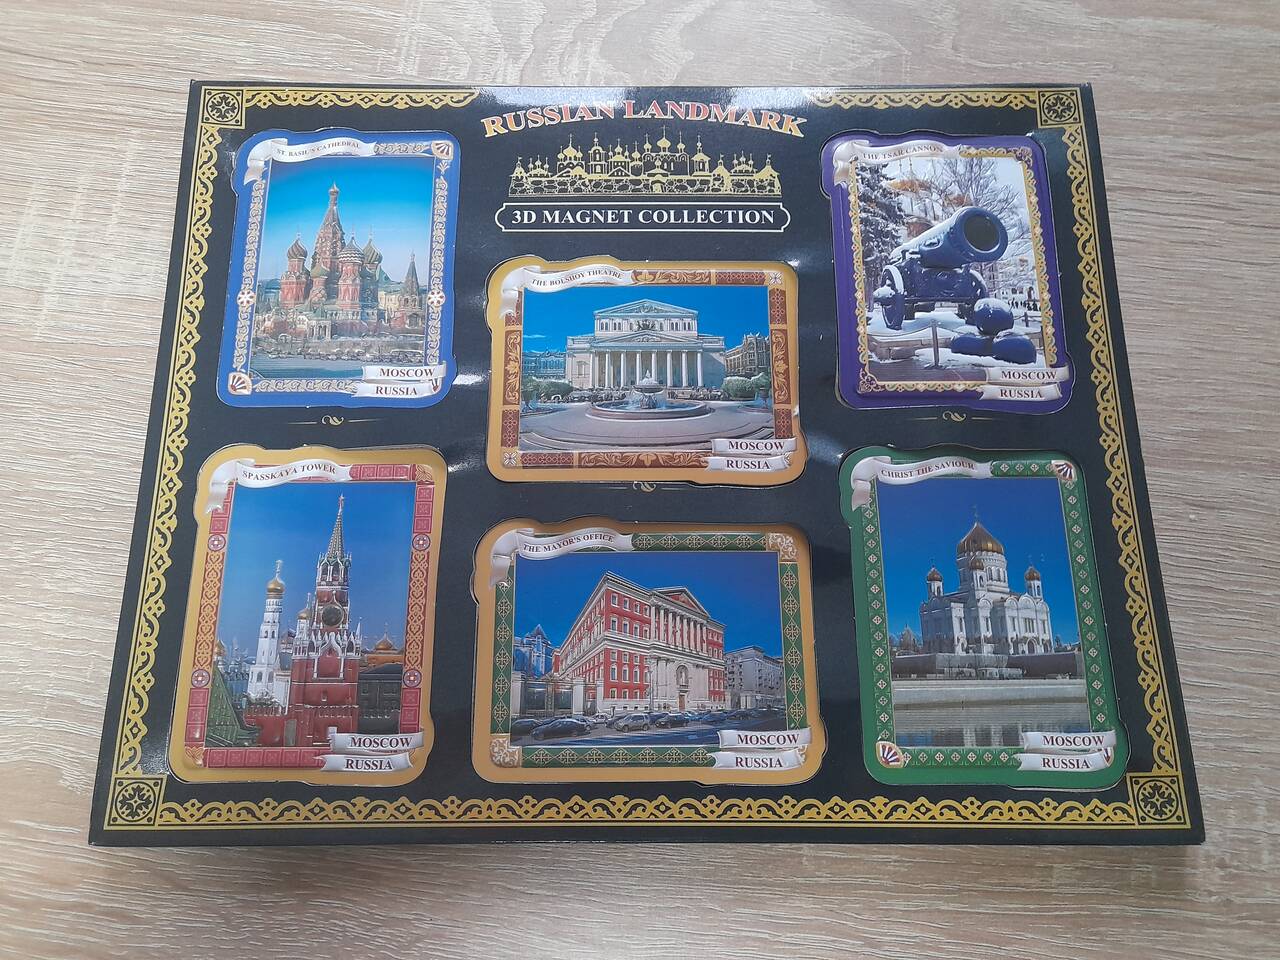 RUSSIAN LANDMARK
3D MAGNET COLLECTION
ST. BASIL'S CATHEDRAL
MOSCOW
RUSSIA
THE BOLSHOY THEATRE
MOSCOW
RUSSIA
THE TSAR CANNON
MOSCOW
RUSSIA
SPASSKAYA TOWER
MOSCOW
RUSSIA
THE MAYOR'S OFFICE
MOSCOW
RUSSIA
CHRIST THE SAVIOUR
MOSCOW
RUSSIA